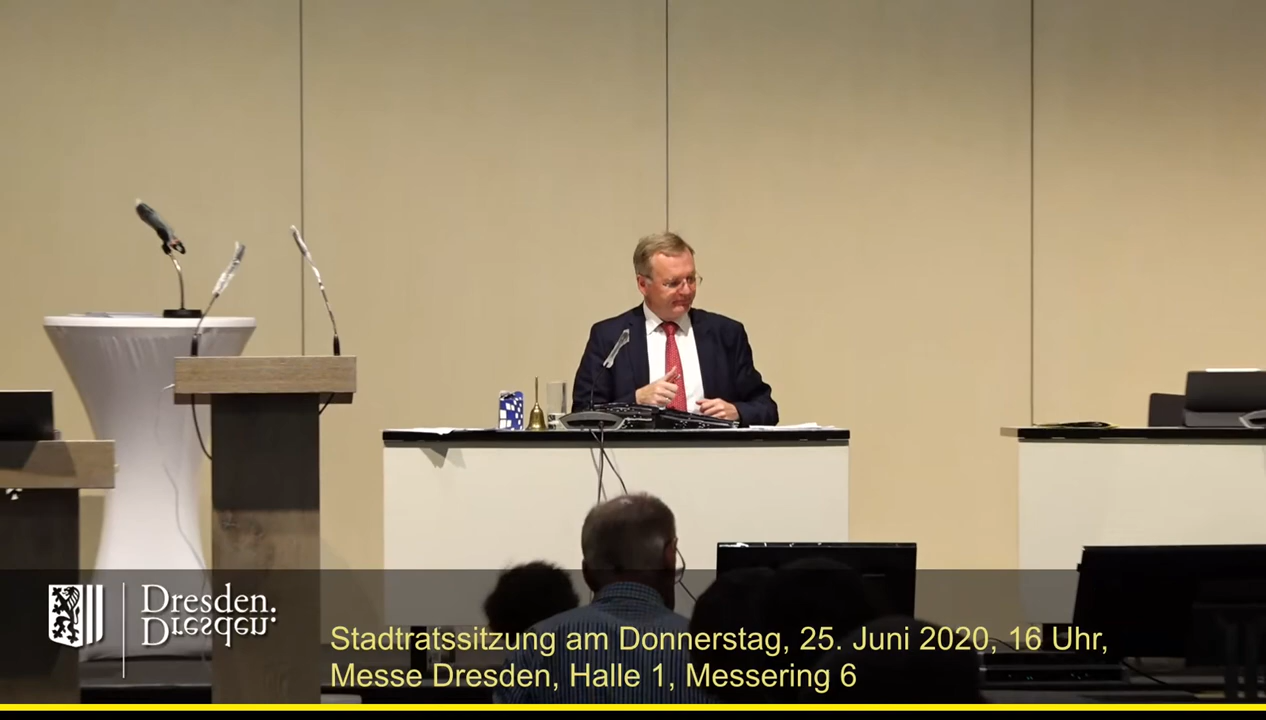 Dresden.
Dresden.
Stadtratssitzung am Donnerstag, 25. Juni 2020, 16 Uhr,
Messe Dresden, Halle 1, Messering 6